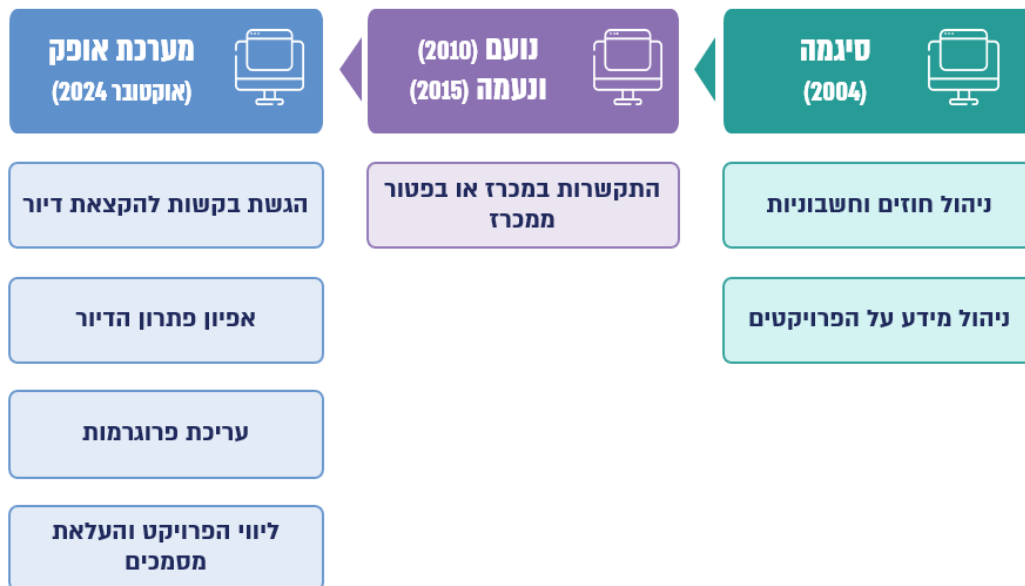 סיגמה
(2004)
ניהול חוזים וחשבוניות
ניהול מידע על הפרויקטים
נועם (2010)
ונעמה (2015)
התקשרות במכרז או בפטור
ממכרז
מערכת אופק
(אוקטובר 2024)
הגשת בקשות להקצאת דיור
אפיון פתרון הדיור
עריכת פרוגרמות
ליווי הפרויקט והעלאת
מסמכים